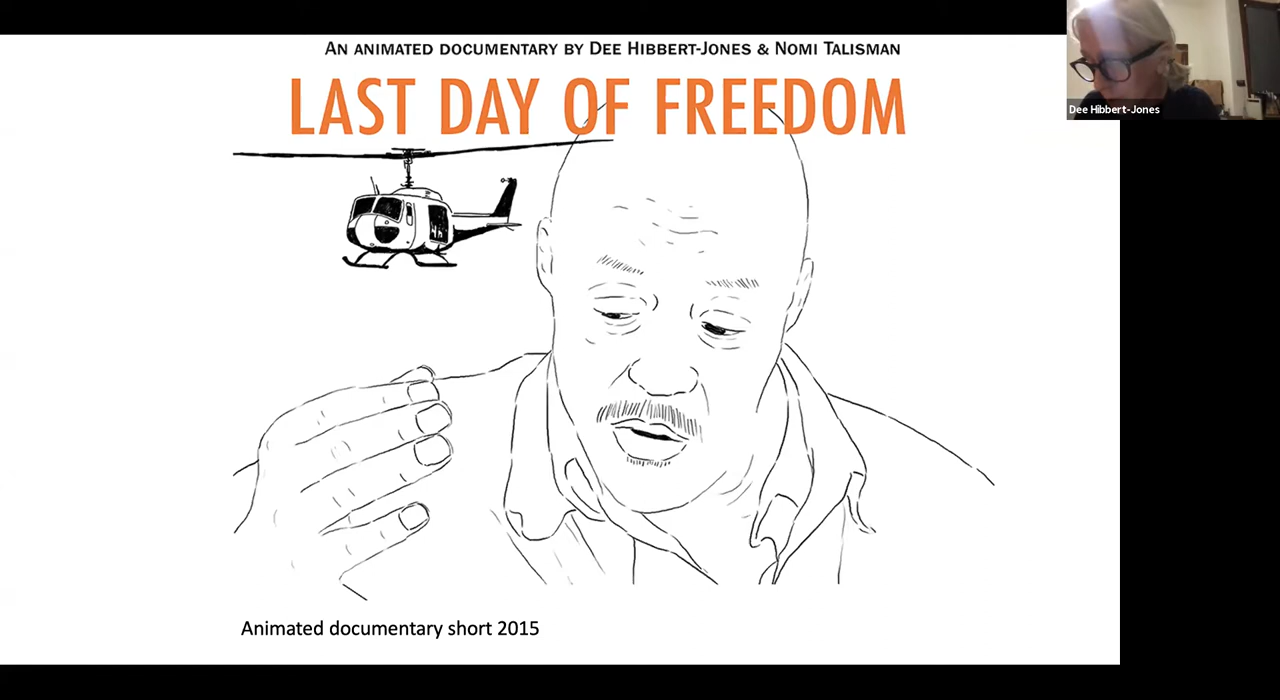 An animated documentary by Dee Hibbert-Jones & Nomi Talisman
LAST DAY OF FREEDOM
Dee Hibbert-Jones
Animated documentary short 2015